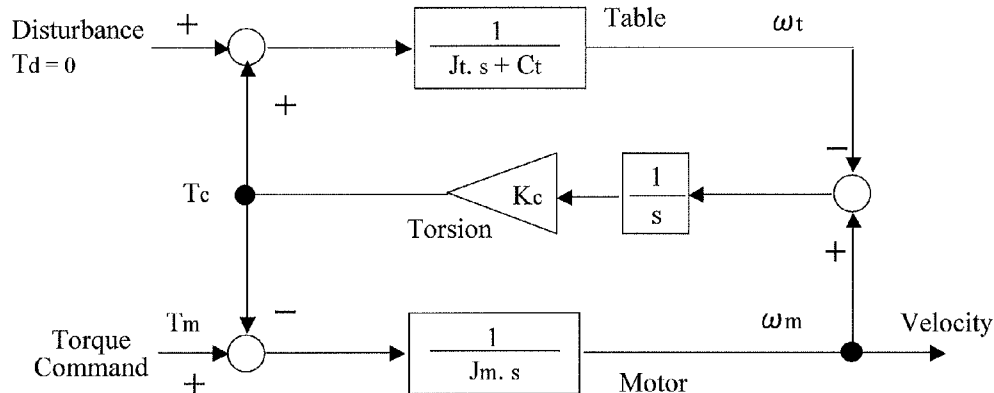 Disturbance
Td = 0
+
1
Jt. s + Ct
Table
ωt
+
−
Tc
Kc
1
s
Torsion
+
−
Tm
Torque
Command
+
1
Jm. s
Motor
ωm
Velocity